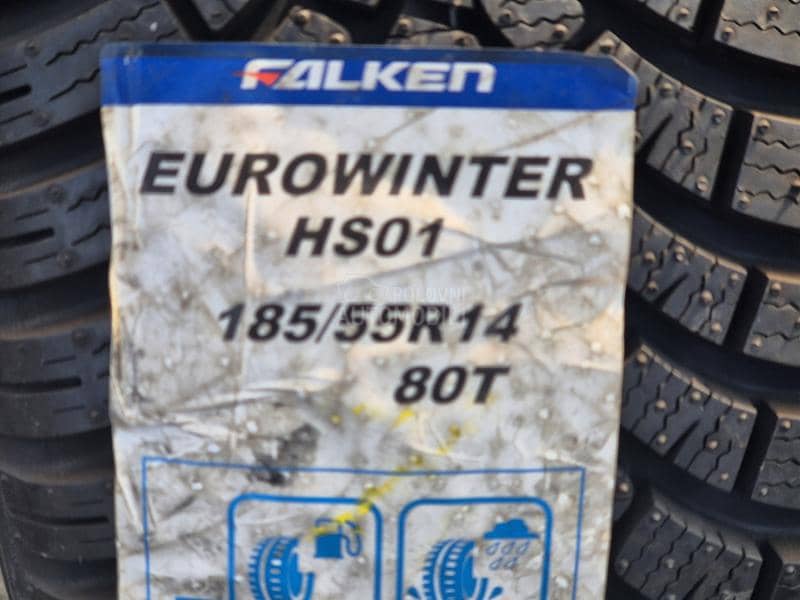 FALKEN
EUROWINTER
HS01
185/55R14
80T